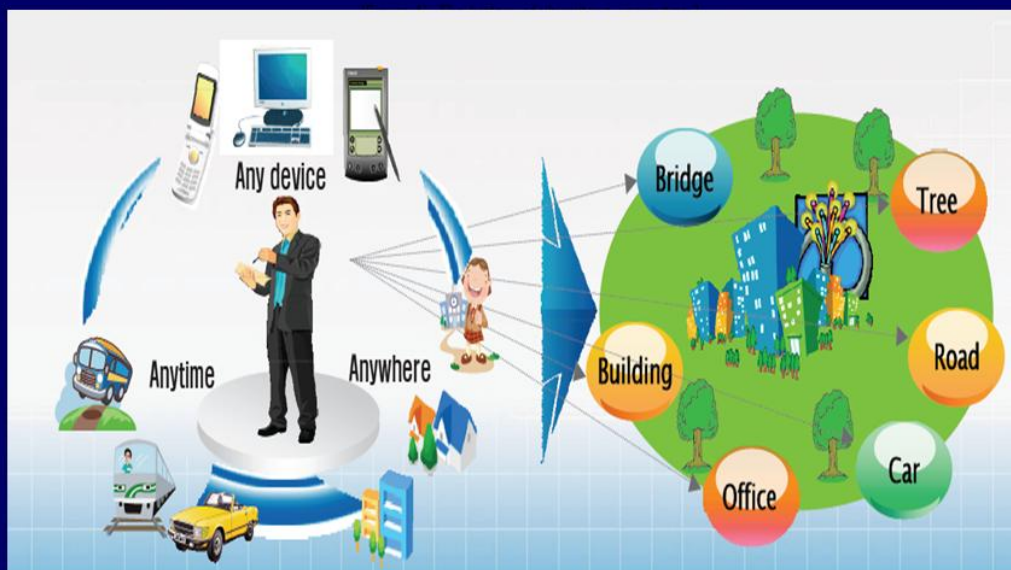 Any device
Anytime
Anywhere
Bridge
Tree
Building
Road
Office
Car